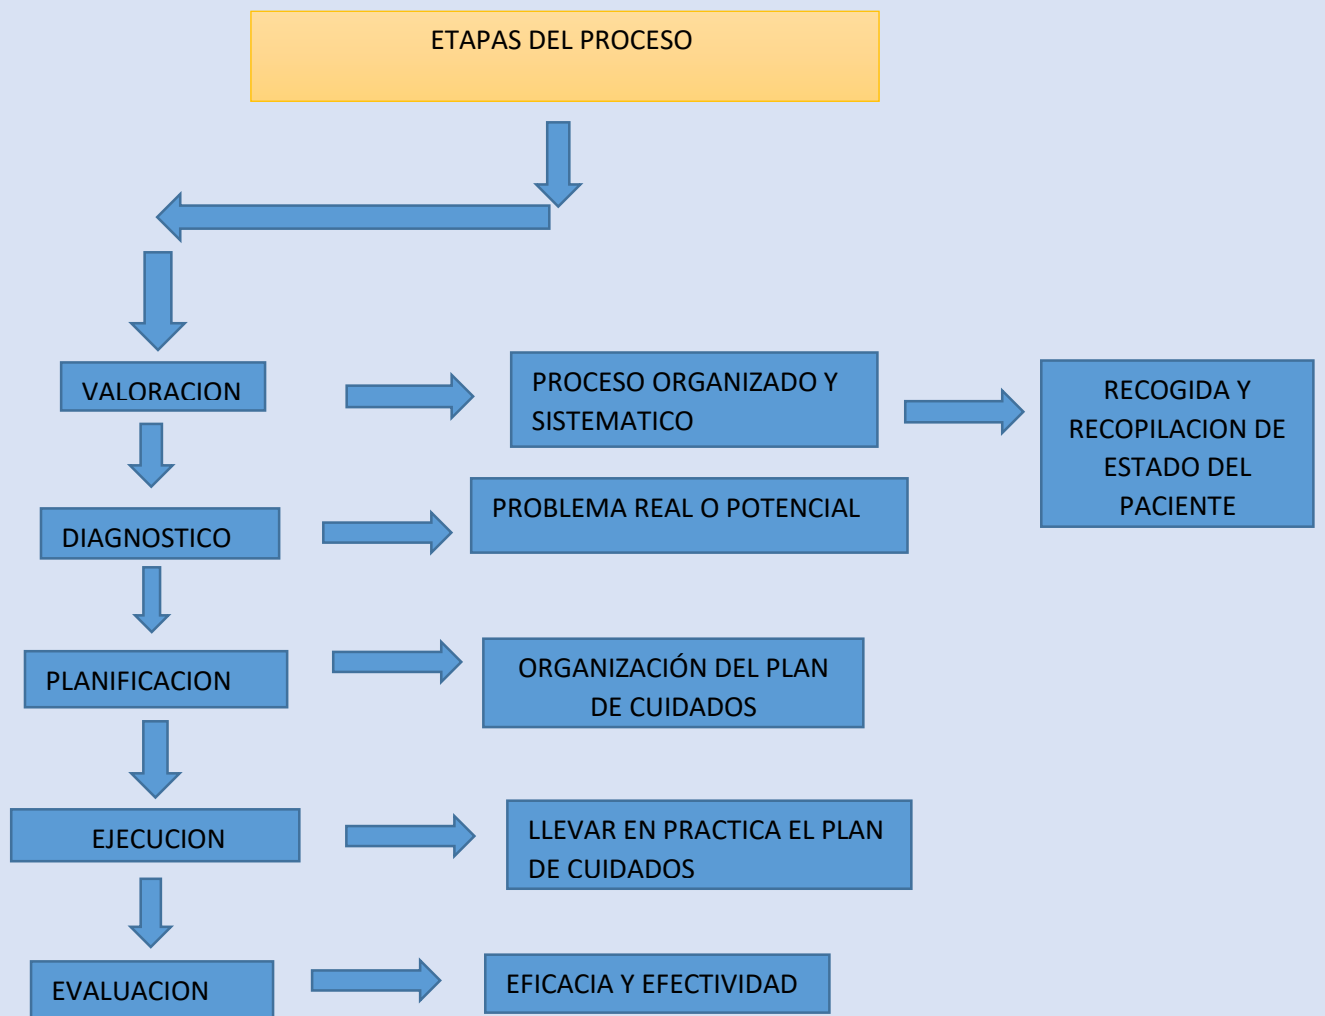 ETAPAS DEL PROCESO
VALORACION
PROCESO ORGANIZADO Y
SISTEMATICO
RECOGIDA Y
RECOPILACION DE
ESTADO DEL
PACIENTE
DIAGNOSTICO
PROBLEMA REAL O POTENCIAL
PLANIFICACION
ORGANIZACIÓN DEL PLAN
DE CUIDADOS
EJECUCION
LLEVAR EN PRACTICA EL PLAN
DE CUIDADOS
EVALUACION
EFICACIA Y EFECTIVIDAD